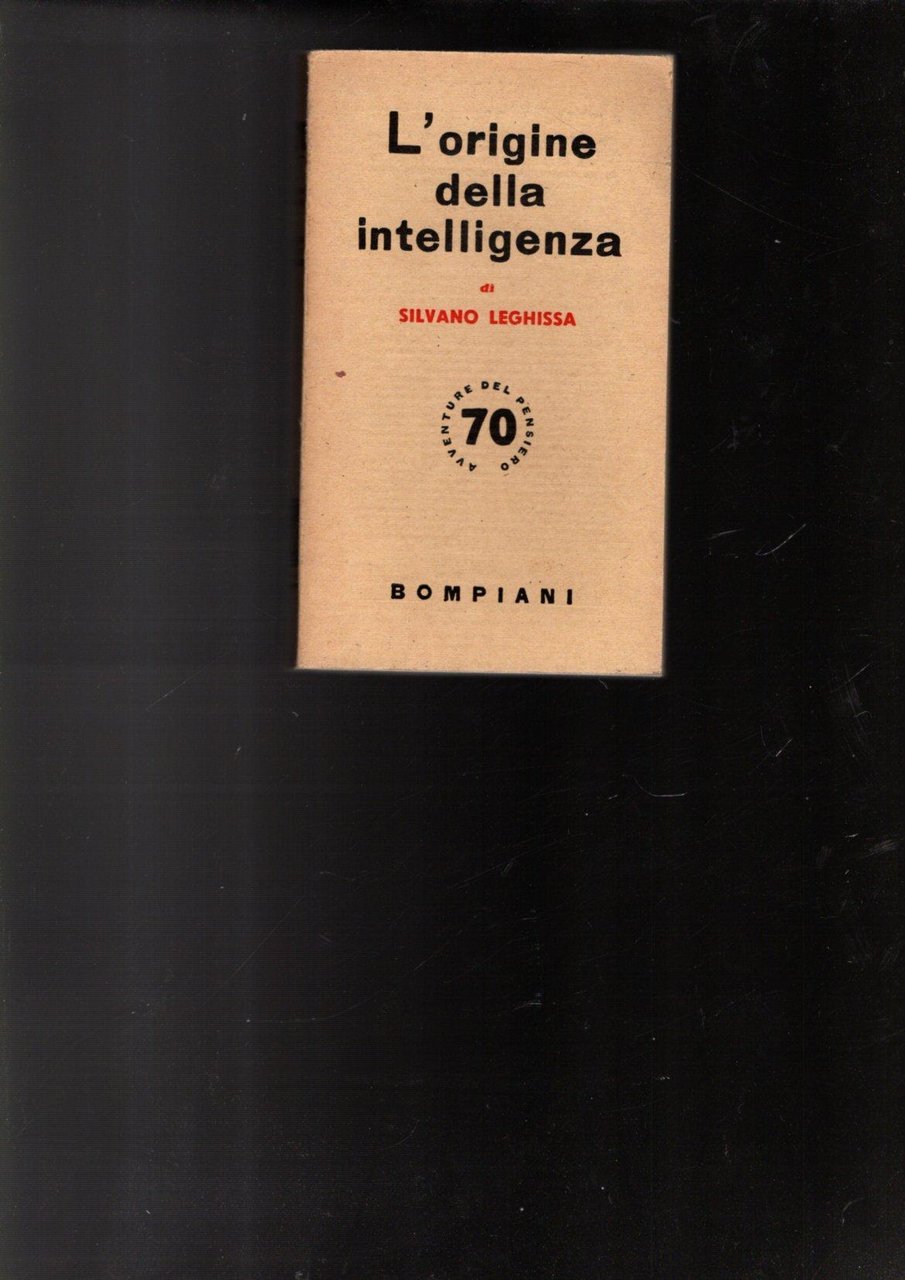 L'origine
della
intelligenza
di
SILVANO LEGHISSA
AVVENTURE DEL PENSIERO
70
BOMPIANI